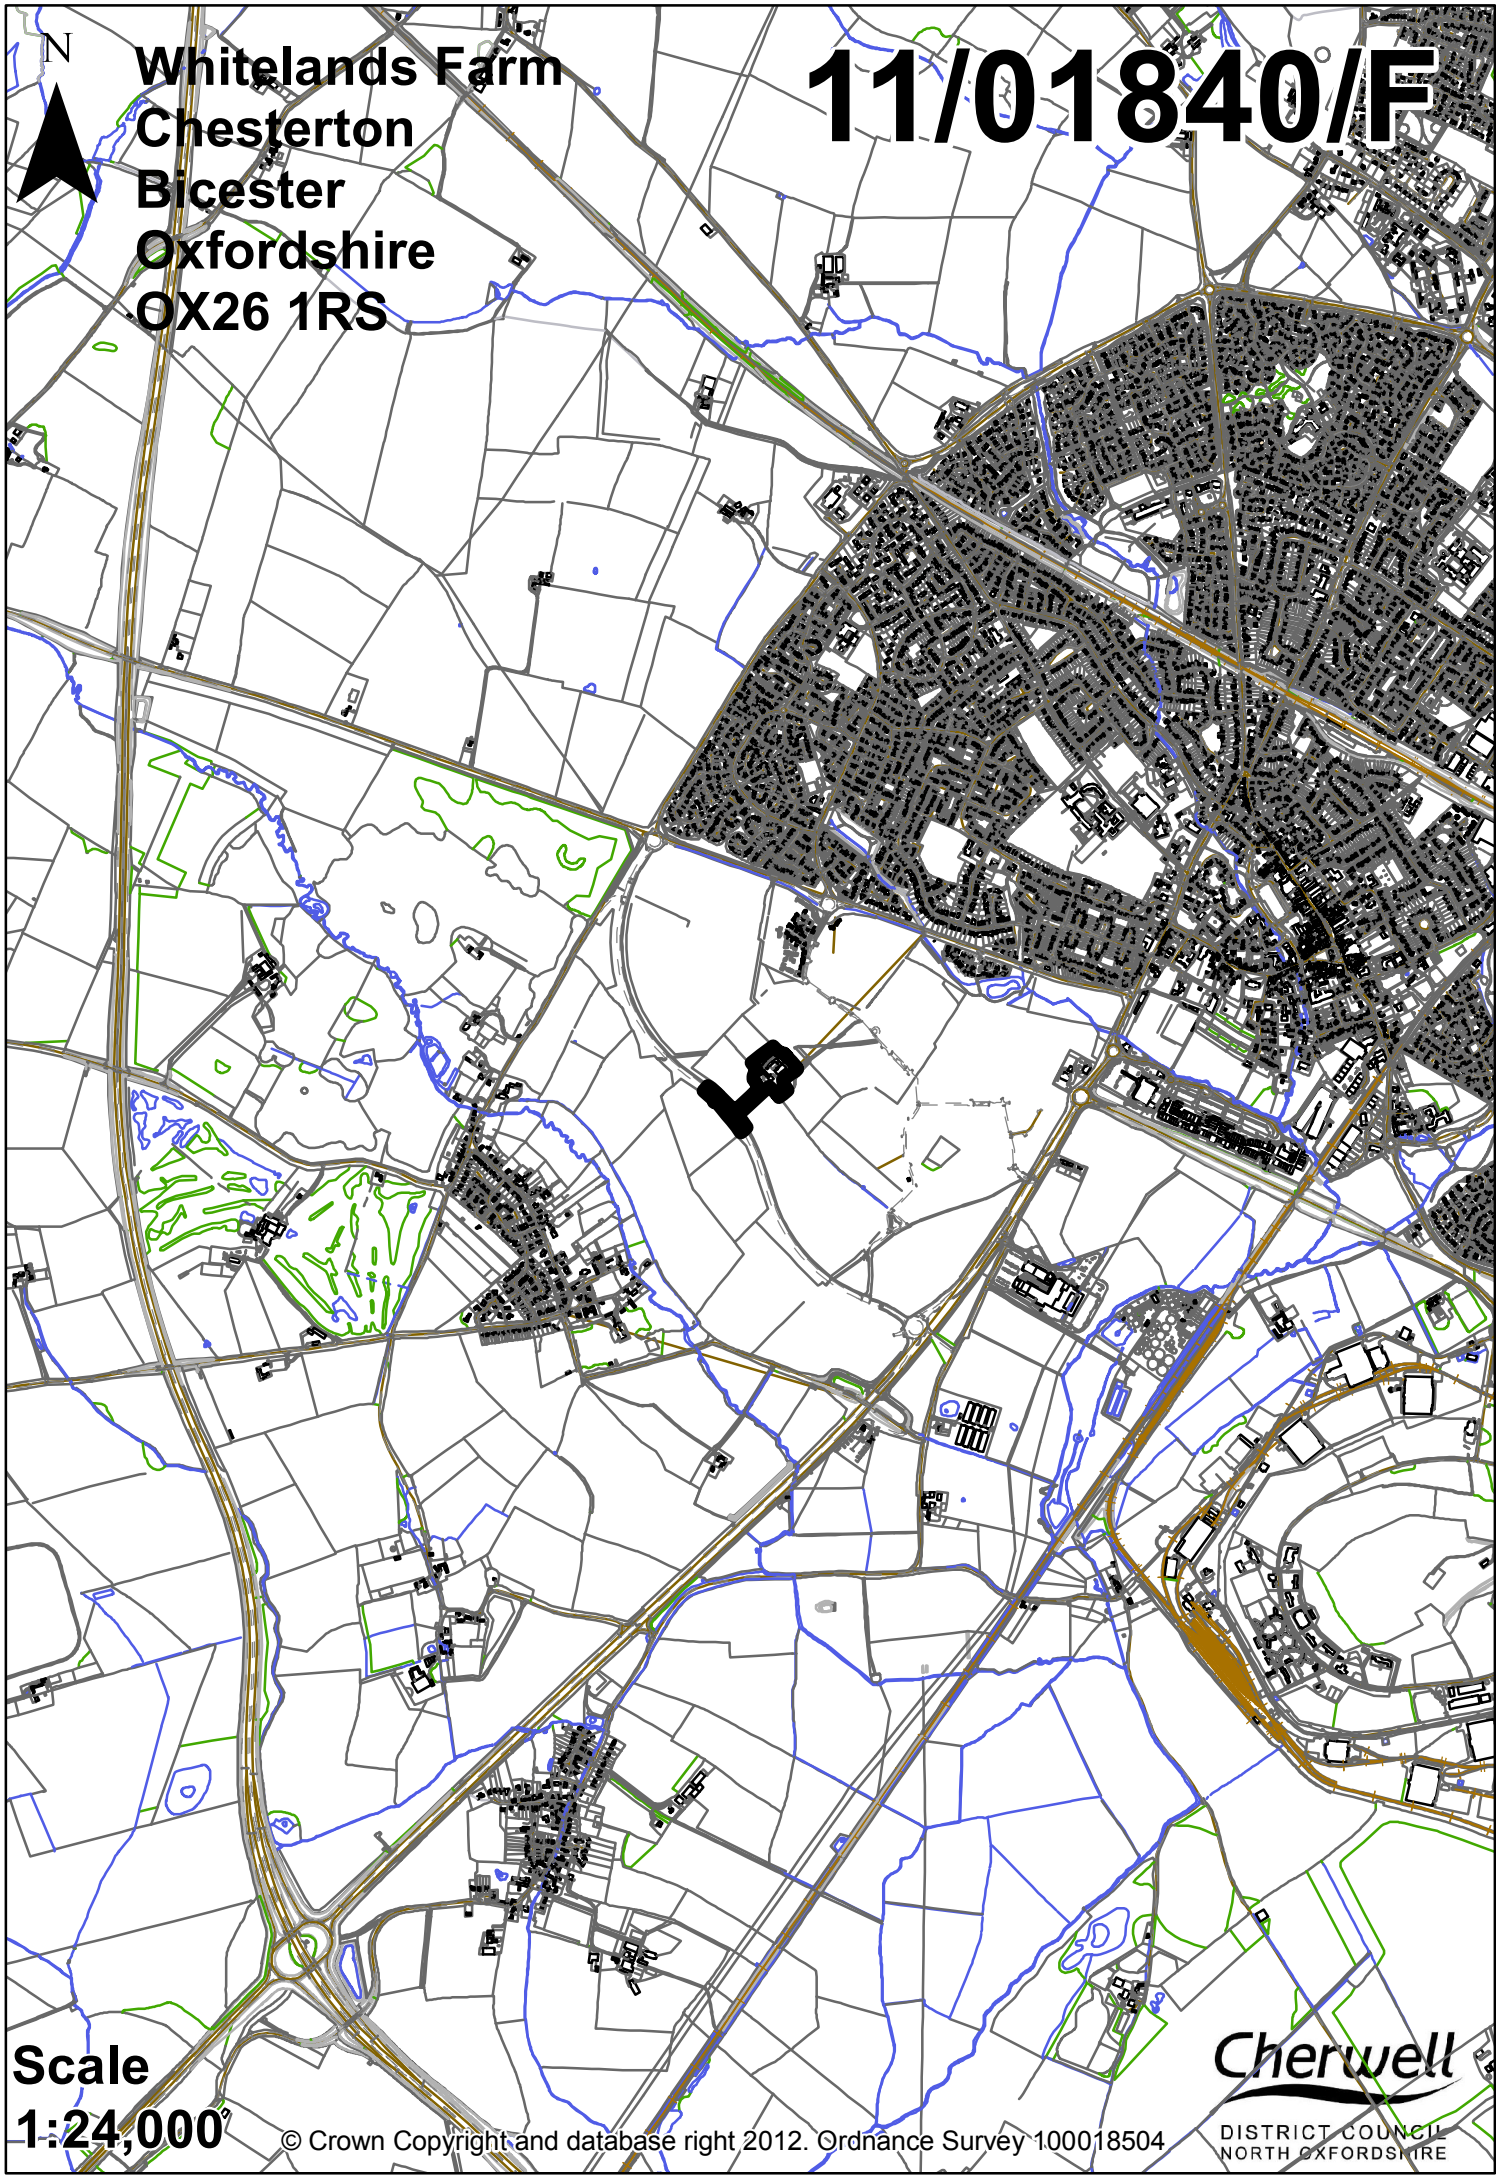 N
Whitelands Farm
Chesterton
Bicester
Oxfordshire
OX26 1RS
11/01840/F
Scale
1:24,000
© Crown Copyright and database right 2012. Ordnance Survey 100018504
Cherwell
DISTRICT COUNCIL
NORTH OXFORDSHIRE